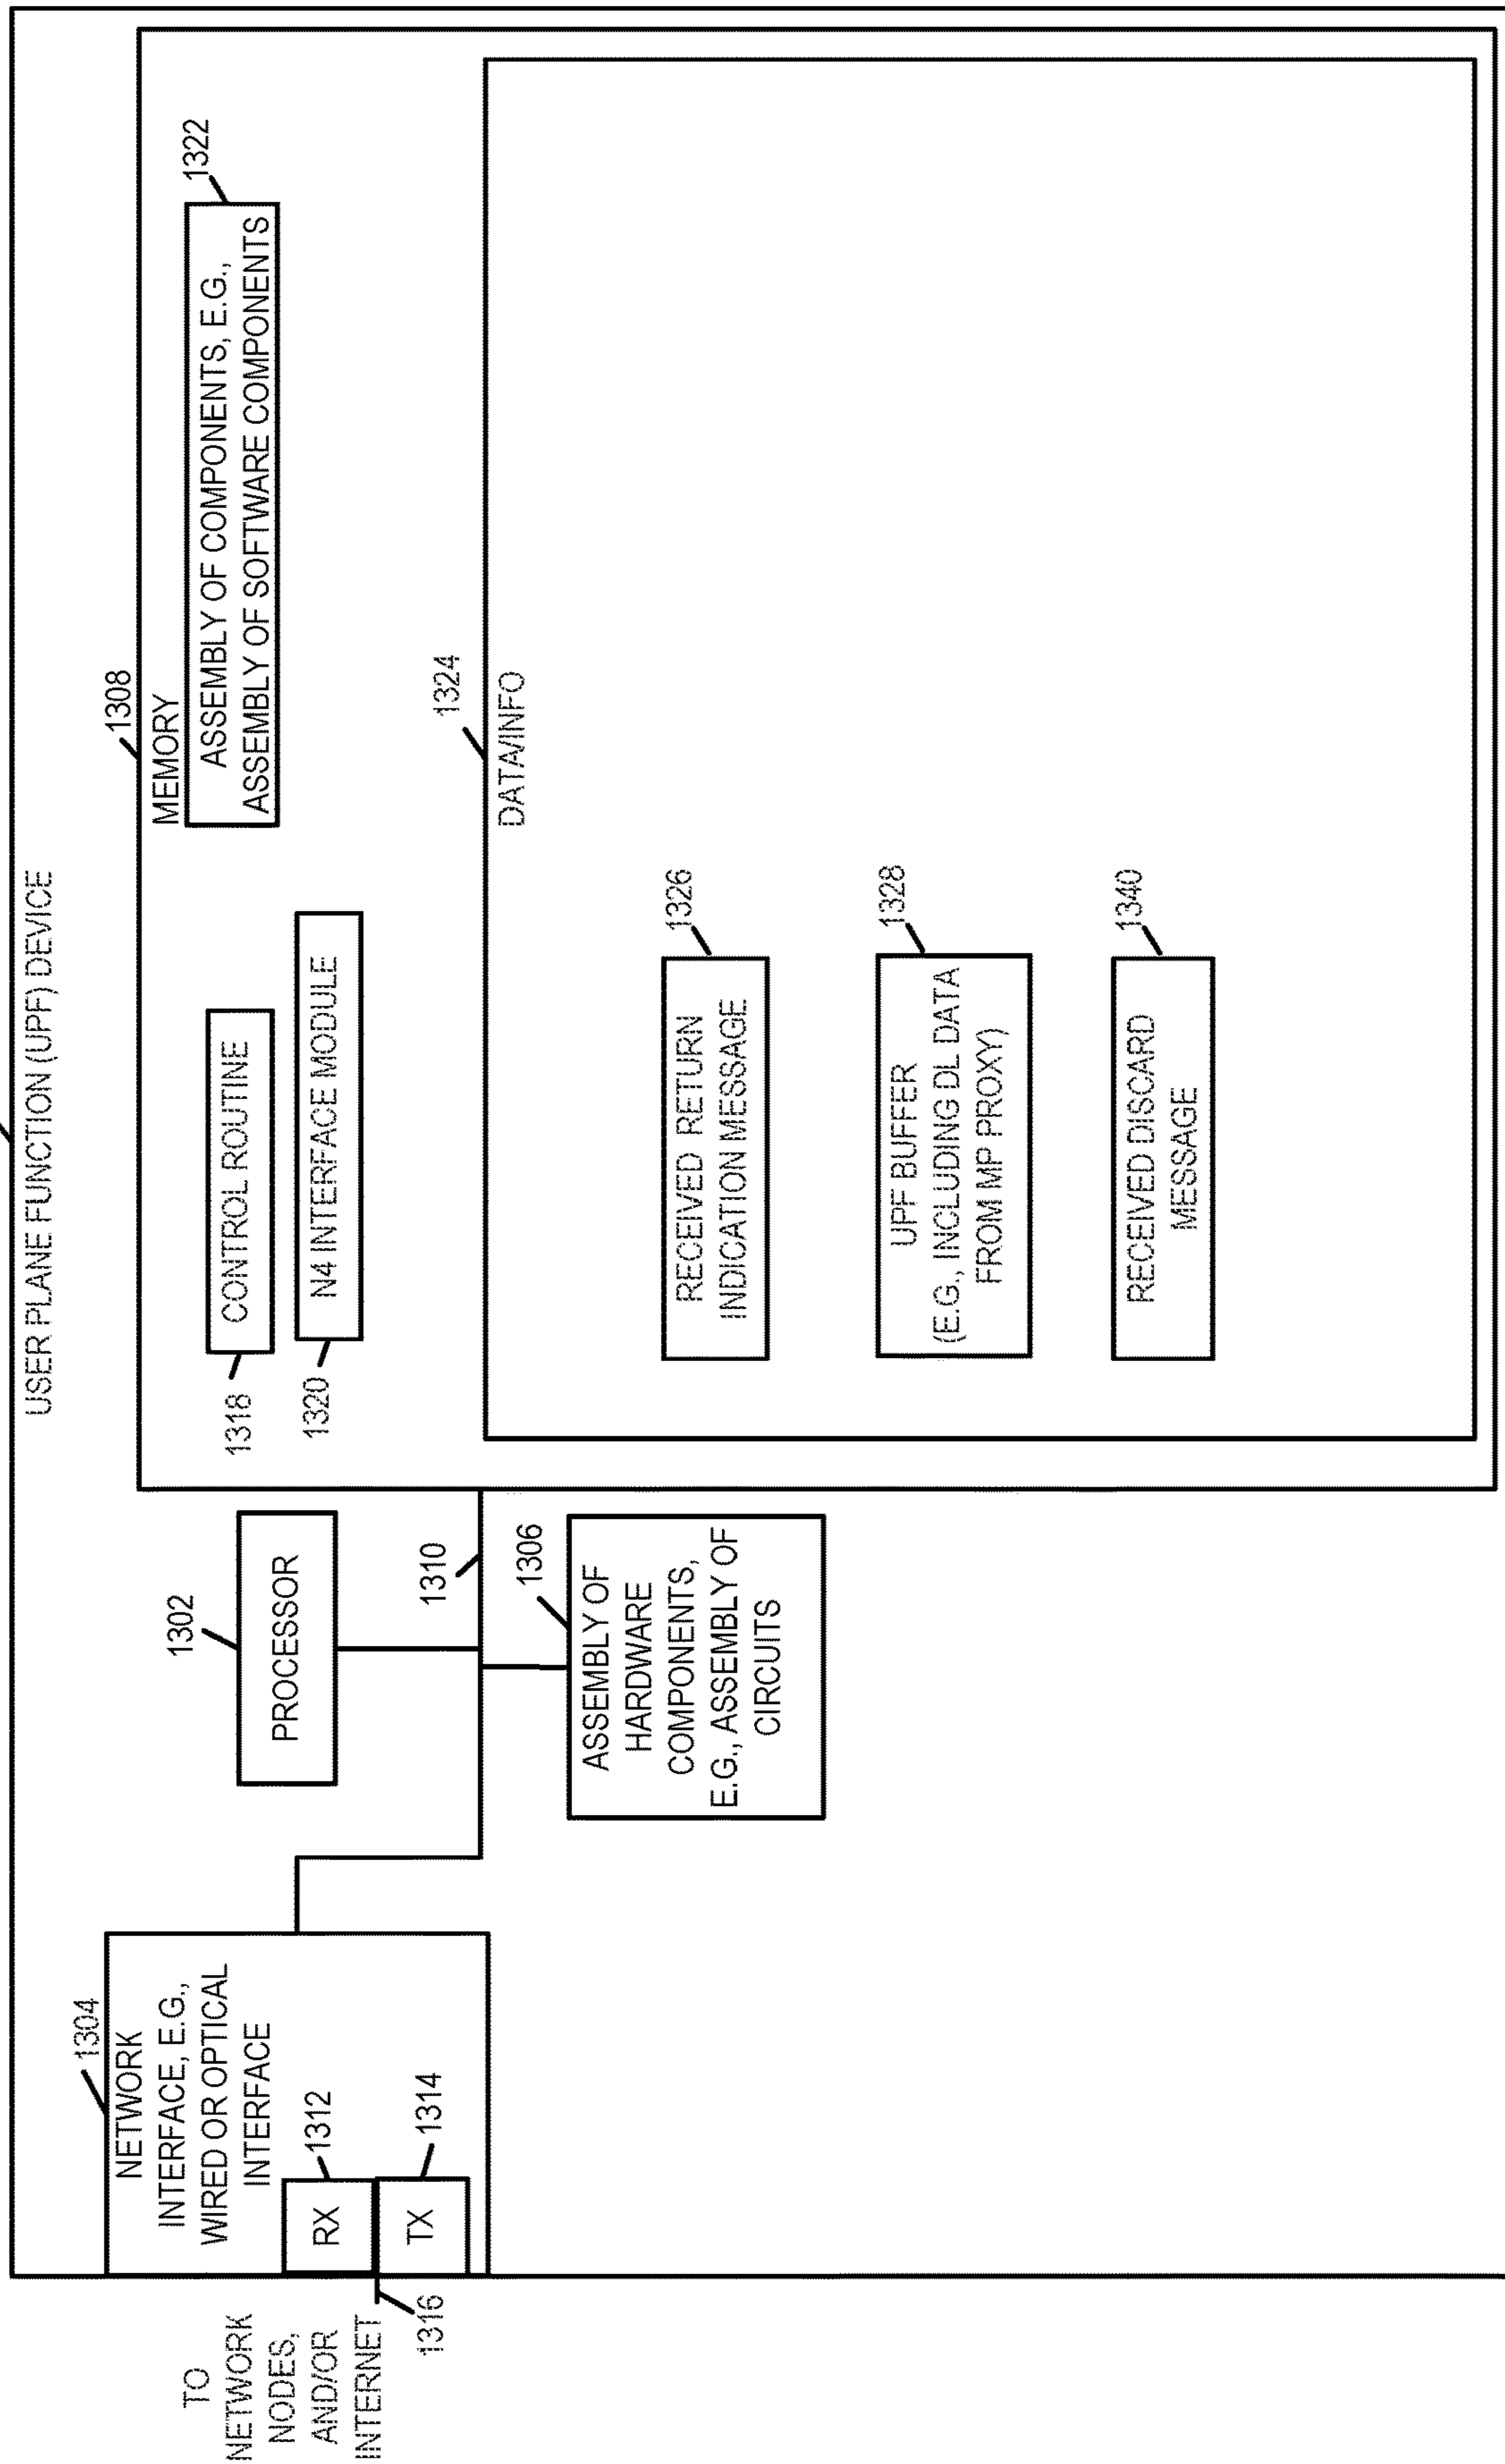 USER PLANE FUNCTION (UPF) DEVICE
1304
NETWORK
INTERFACE, E.G.,
WIRED OR OPTICAL
INTERFACE
RX
1312
TX
1314
TO
NETWORK
NODES,
AND/OR
INTERNET
1316
1302
PROCESSOR
1310
1306
ASSEMBLY OF
HARDWARE
COMPONENTS,
E.G., ASSEMBLY OF
CIRCUITS
1308
MEMORY
1318
CONTROL ROUTINE
1320
N4 INTERFACE MODULE
1322
ASSEMBLY OF COMPONENTS, E.G.,
ASSEMBLY OF SOFTWARE COMPONENTS
1324
DATA/INFO
1326
RECEIVED RETURN
INDICATION MESSAGE
1328
UPF BUFFER
(E.G., INCLUDING DL DATA
FROM MP PROXY)
1340
RECEIVED DISCARD
MESSAGE